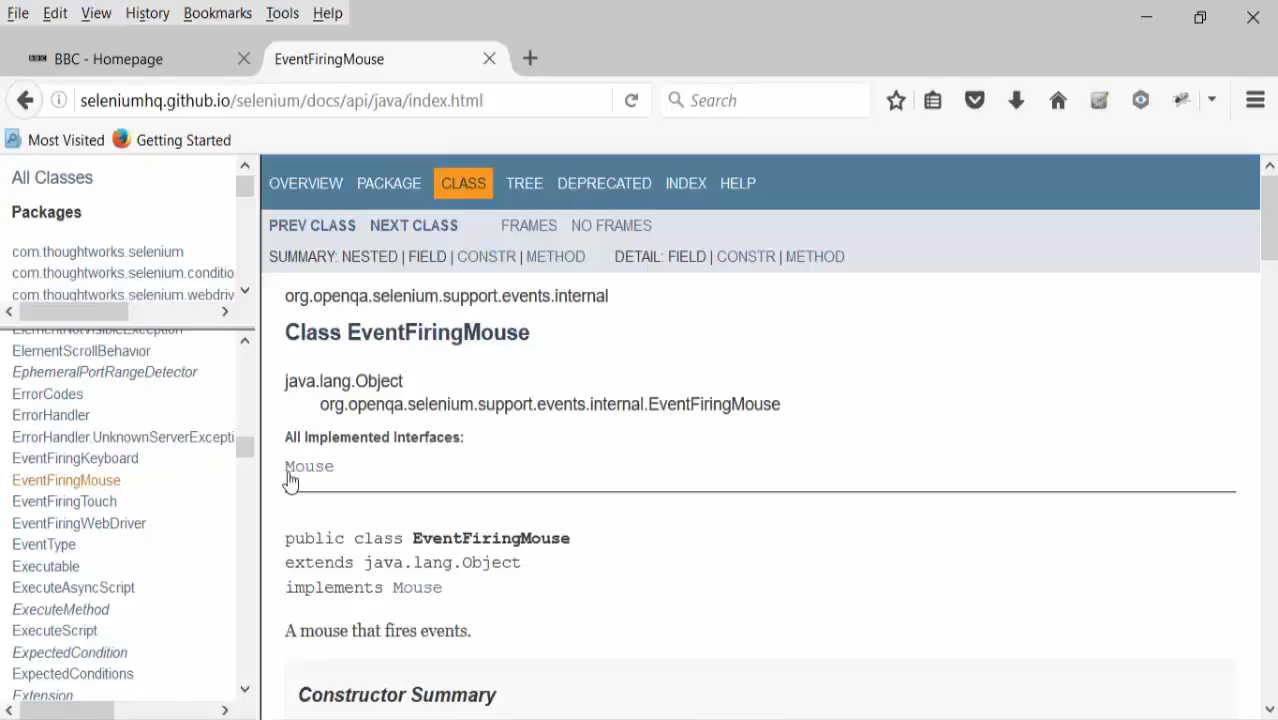 File Edit View History Bookmarks Tools Help
BBC BBC - Homepage
EventFiringMouse
seleniumhq.github.io/selenium/docs/api/java/index.html
Search
Most Visited Getting Started
All Classes
Packages
com.thoughtworks.selenium
com.thoughtworks.selenium.conditio
com.thoughtworks.selenium.webdriv
ElementNotVisibleException
ElementScrollBehavior
EphemeralPortRangeDetector
ErrorCodes
ErrorHandler
ErrorHandler.UnknownServerExcepti
EventFiringKeyboard
EventFiringMouse
EventFiringTouch
EventFiringWebDriver
EventType
Executable
ExecuteAsyncScript
ExecuteMethod
ExecuteScript
ExpectedCondition
ExpectedConditions
Extension
OVERVIEW PACKAGE CLASS TREE DEPRECATED INDEX HELP
PREV CLASS NEXT CLASS FRAMES NO FRAMES
SUMMARY: NESTED | FIELD | CONSTR | METHOD DETAIL: FIELD | CONSTR | METHOD
org.openqa.selenium.support.events.internal
Class EventFiringMouse
java.lang.Object
org.openqa.selenium.support.events.internal.EventFiringMouse
All Implemented Interfaces:
Mouse
public class EventFiringMouse
extends java.lang.Object
implements Mouse
A mouse that fires events.
Constructor Summary